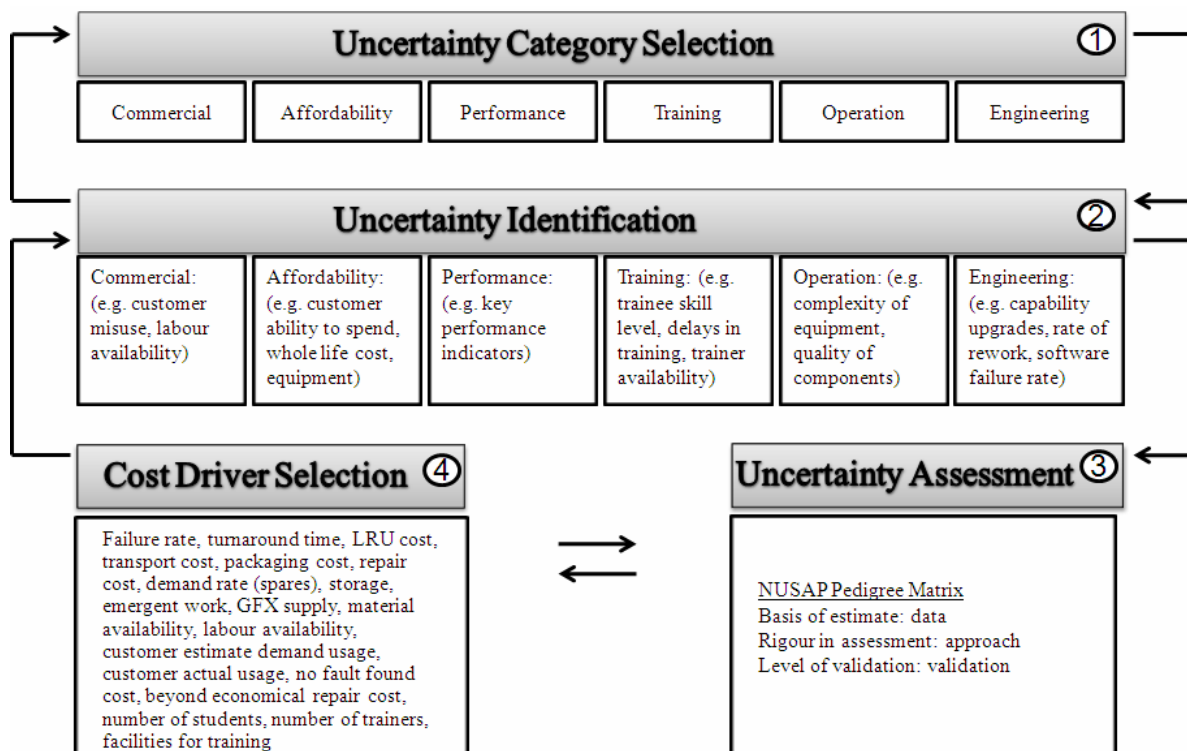 Uncertainty Category Selection
1
Commercial
Affordability
Performance
Training
Operation
Engineering
Uncertainty Identification
2
Commercial:
(e.g. customer
misuse, labour
availability)
Affordability:
(e.g. customer
ability to spend,
whole life cost,
equipment)
Performance:
(e.g. key
performance
indicators)
Training: (e.g.
trainee skill
level, delays in
training, trainer
availability)
Operation: (e.g.
complexity of
equipment,
quality of
components)
Engineering:
(e.g. capability
upgrades, rate of
rework, software
failure rate)
Cost Driver Selection
4
Failure rate, turnaround time, LRU cost,
transport cost, packaging cost, repair
cost, demand rate (spares), storage,
emergent work, GFX supply, material
availability, labour availability,
customer estimate demand usage,
customer actual usage, no fault found
cost, beyond economical repair cost,
number of students, number of trainers,
facilities for training
Uncertainty Assessment
3
NUSAP Pedigree Matrix
Basis of estimate: data
Rigour in assessment: approach
Level of validation: validation